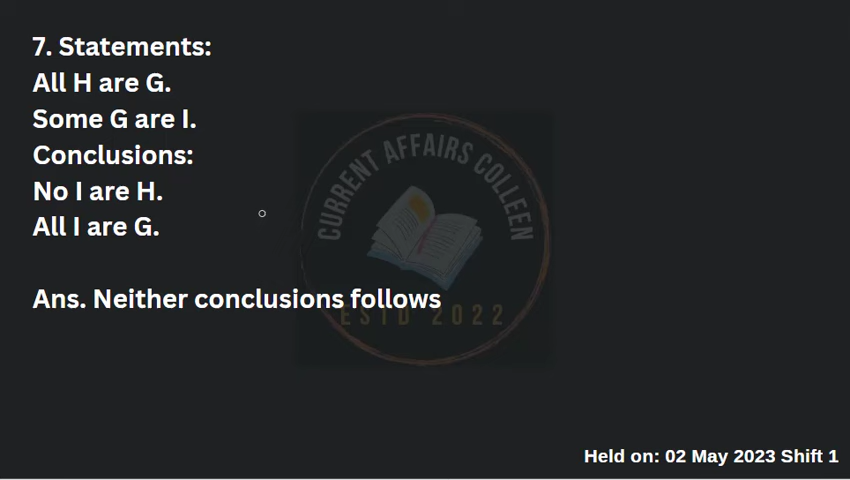 7. Statements:
All H are G.
Some G are I.
Conclusions:
No I are H.
All I are G.
Ans. Neither conclusions follows
CURRENT AFFAIRS COLLEEN
ESTD 2022
Held on: 02 May 2023 Shift 1